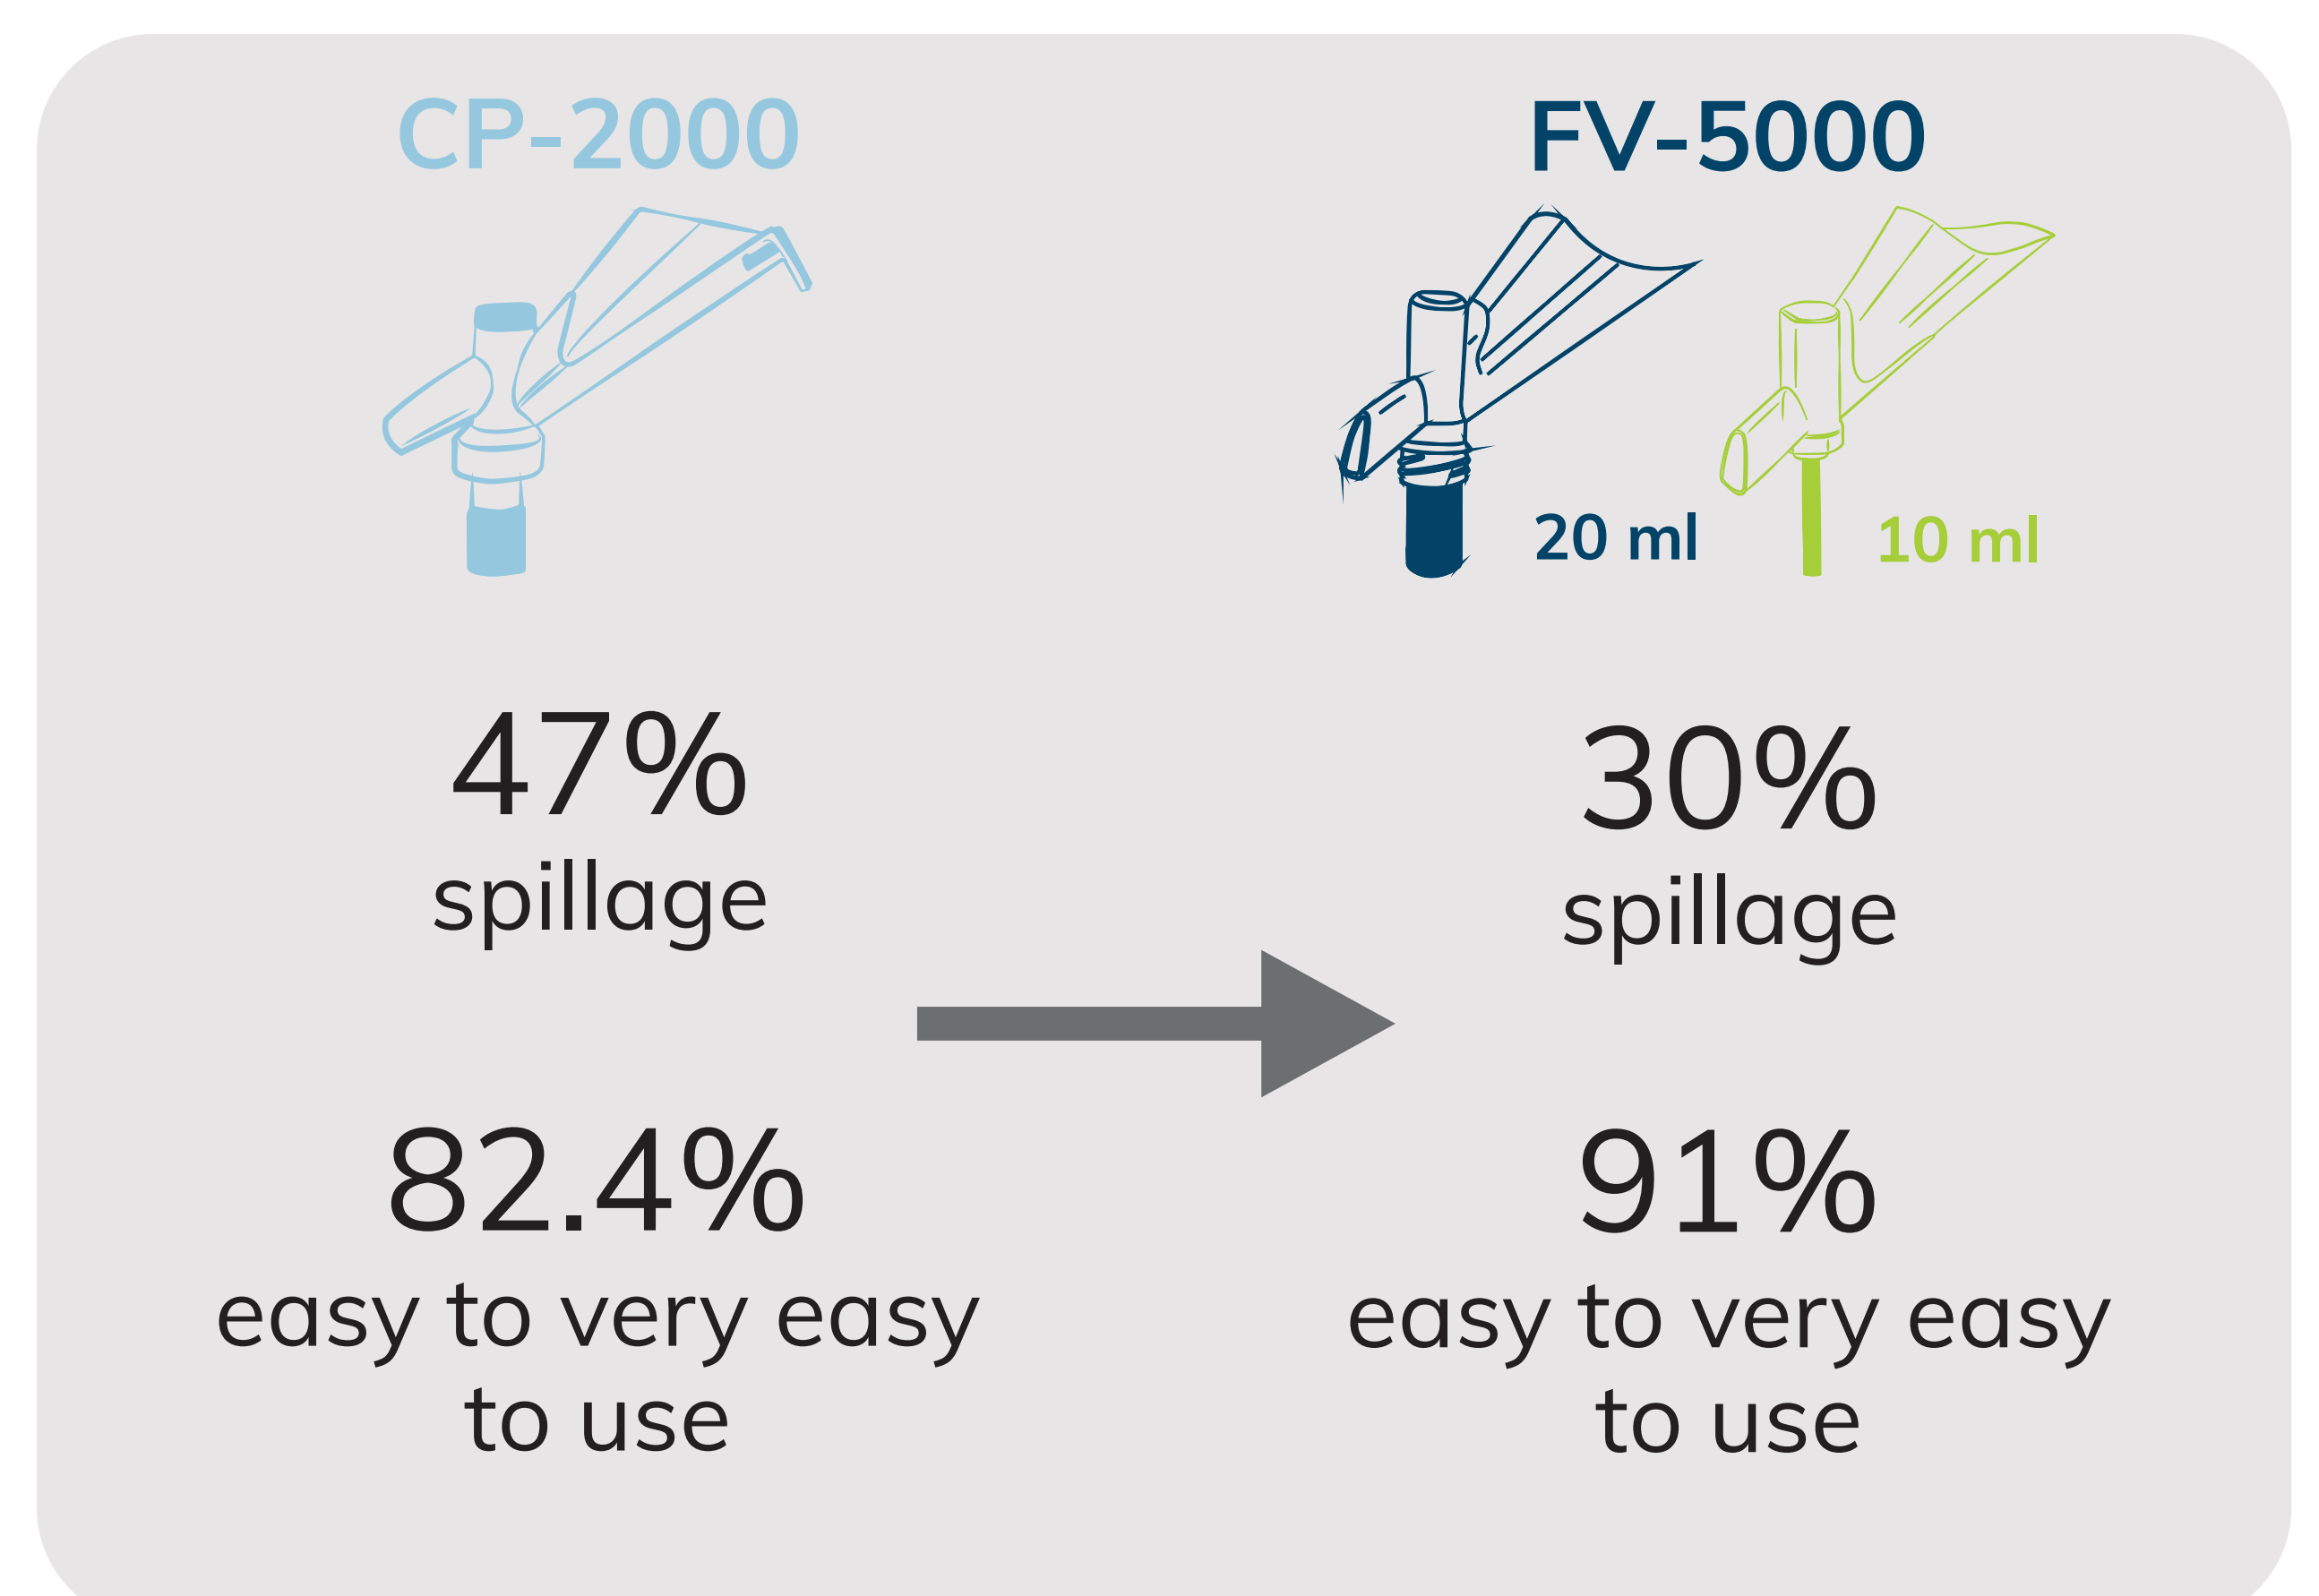 CP-2000
47%
spillage
82.4%
easy to very easy
to use
FV-5000
20 ml
10 ml
30%
spillage
91%
easy to very easy
to use